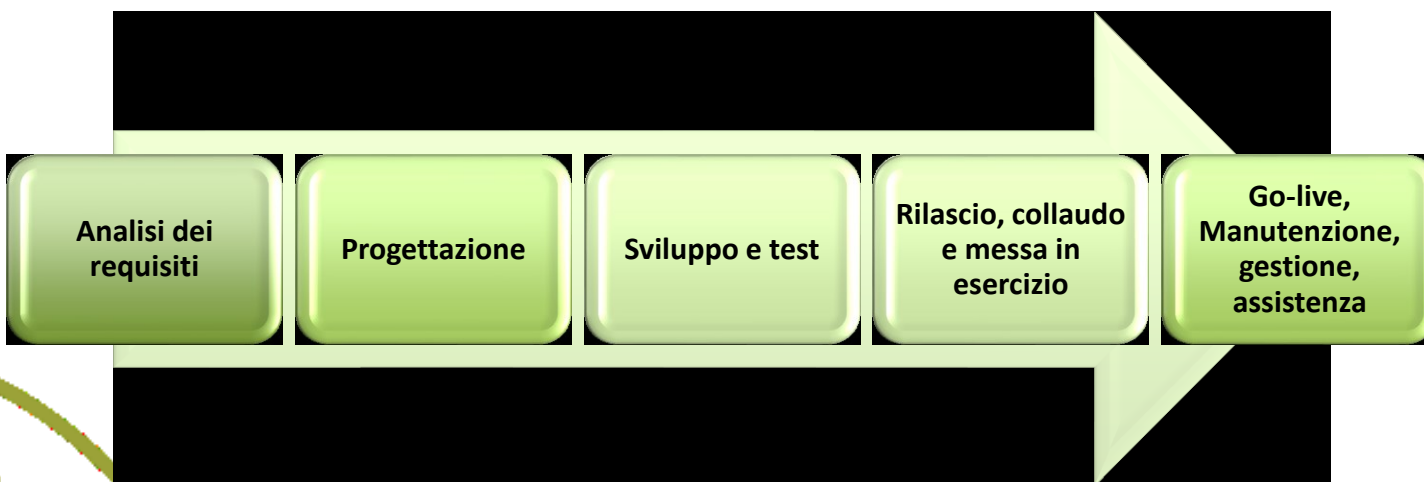 Analisi dei
requisiti
Progettazione
Sviluppo e test
Rilascio, collaudo
e messa in
esercizio
Go-live,
Manutenzione,
gestione,
assistenza